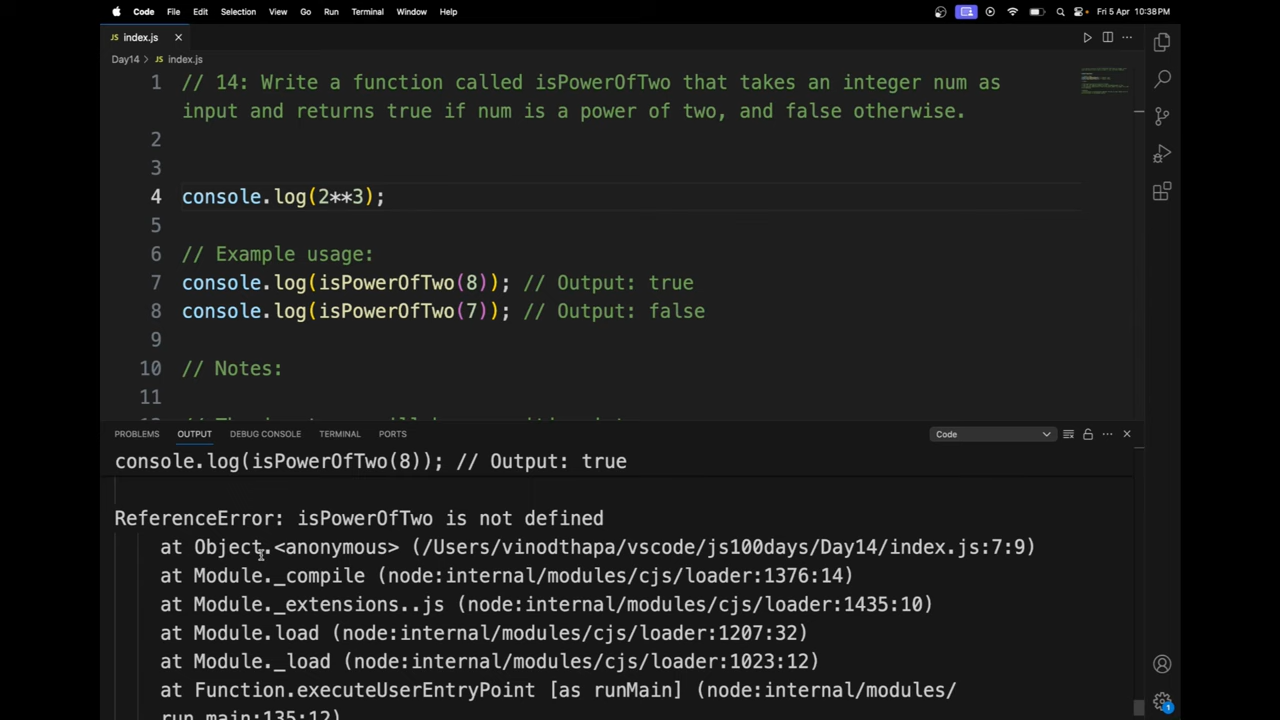 Code File Edit Selection View Go Run Terminal Window Help Fri 5 Apr 10:38 PM
JS index.js
Day14 > JS index.js
1 // 14: Write a function called isPowerOfTwo that takes an integer num as
input and returns true if num is a power of two, and false otherwise.
2
3
4 console.log(2**3);
5
6 // Example usage:
7 console.log(isPowerOfTwo(8)); // Output: true
8 console.log(isPowerOfTwo(7)); // Output: false
9
10 // Notes:
11
PROBLEMS OUTPUT DEBUG CONSOLE TERMINAL PORTS Code
console.log(isPowerOfTwo(8)); // Output: true
ReferenceError: isPowerOfTwo is not defined
at Object.<anonymous> (/Users/vinodthapa/vscode/js100days/Day14/index.js:7:9)
at Module._compile (node:internal/modules/cjs/loader:1376:14)
at Module._extensions..js (node:internal/modules/cjs/loader:1435:10)
at Module.load (node:internal/modules/cjs/loader:1207:32)
at Module._load (node:internal/modules/cjs/loader:1023:12)
at Function.executeUserEntryPoint [as runMain] (node:internal/modules/
run_main:135:12)
1